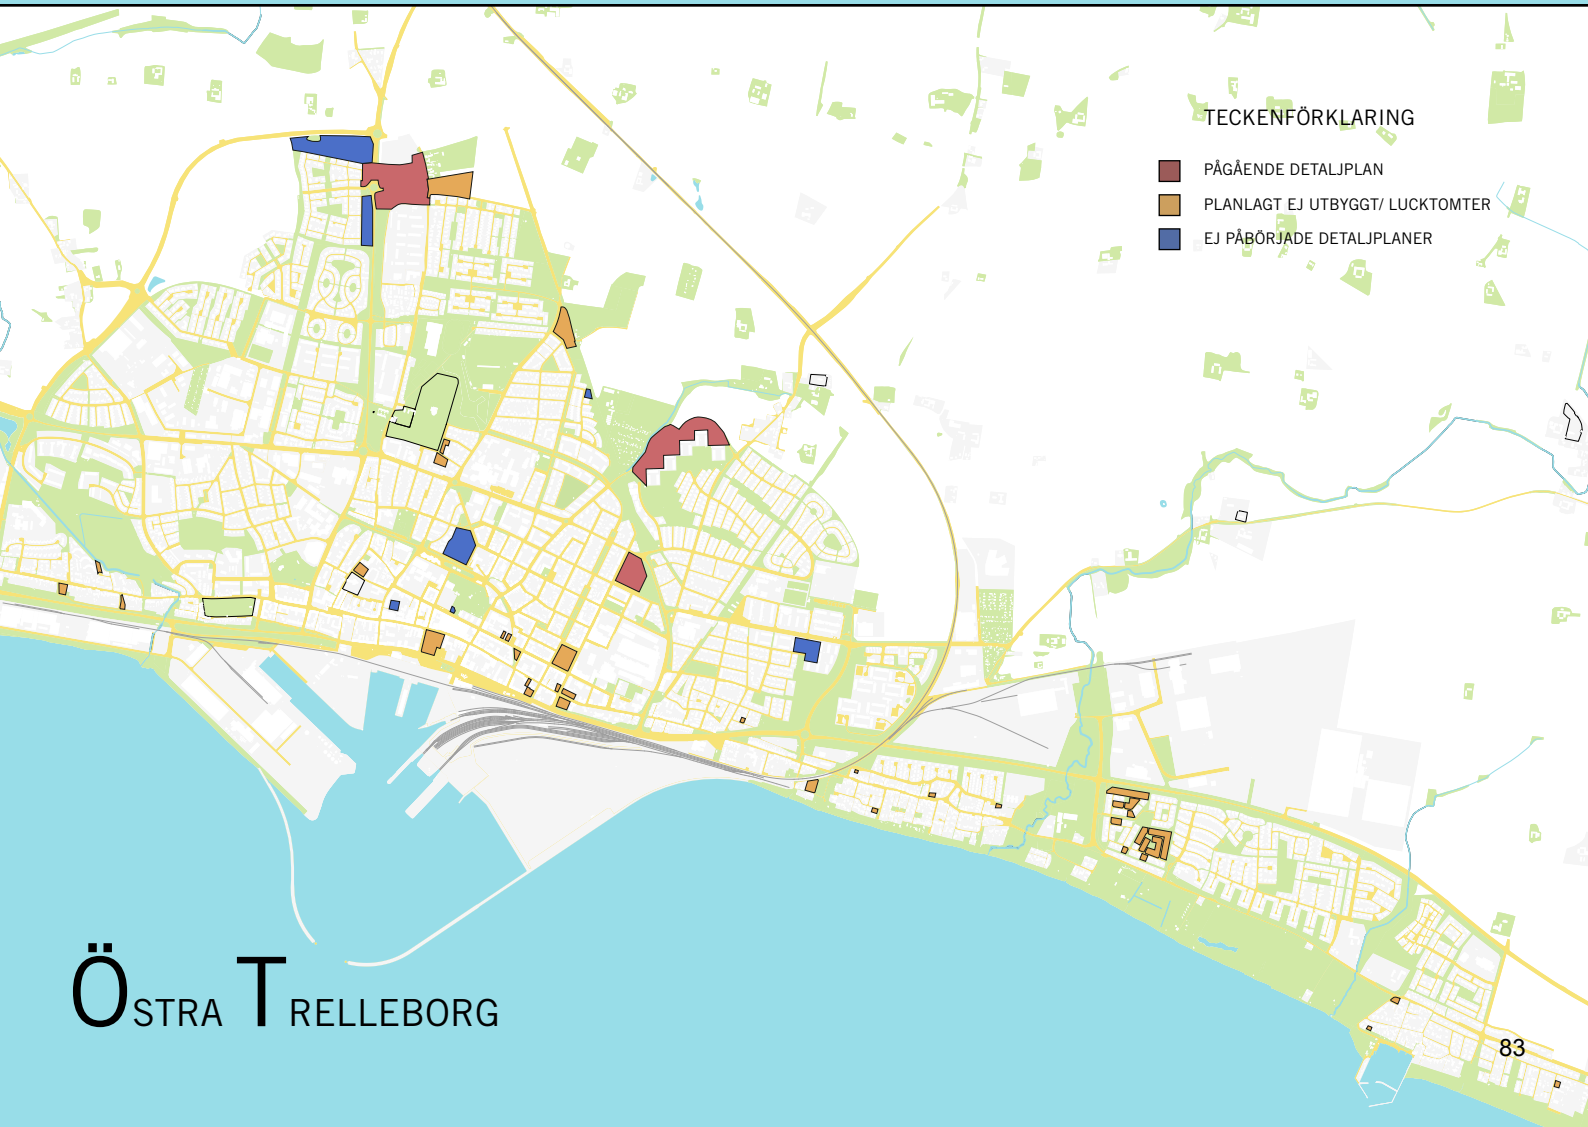 TECKENFÖRKLARING
PÅGÅENDE DETALJPLAN
PLANLAGT EJ UTBYGGT/ LUCKTOMTER
EJ PÅBÖRJADE DETALJPLANER
ÖSTRA TRELLEBORG
83